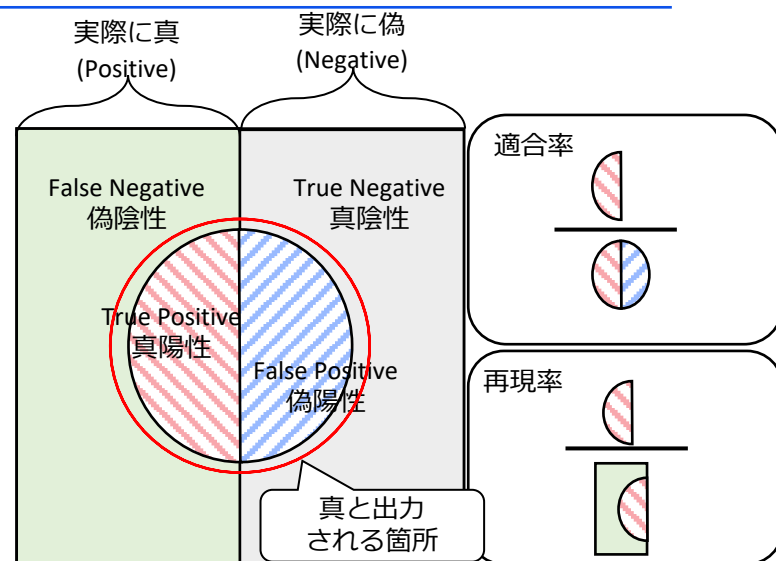 実際に真
(Positive)
実際に偽
(Negative)
False Negative
偽陰性
True Negative
真陰性
True Positive
真陽性
False Positive
偽陽性
真と出力
される箇所
適合率
再現率